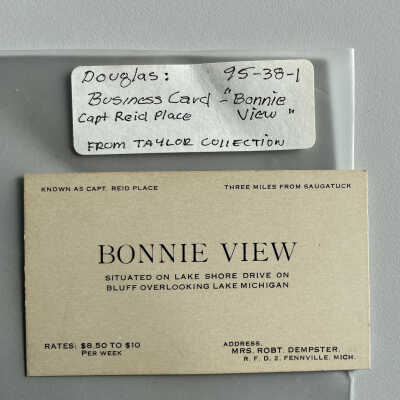 Douglas: 95-38-1
Business Card - "Bonnie
Capt Reid Place View"
FROM TAYLOR COLLECTION
KNOWN AS CAPT. REID PLACE THREE MILES FROM SAUGATUCK
BONNIE VIEW
SITUATED ON LAKE SHORE DRIVE ON
BLUFF OVERLOOKING LAKE MICHIGAN
RATES: $8.50 TO $10 ADDRESS,
PER WEEK MRS. ROBT. DEMPSTER,
R. F. D. 2, FENNVILLE, MICH.